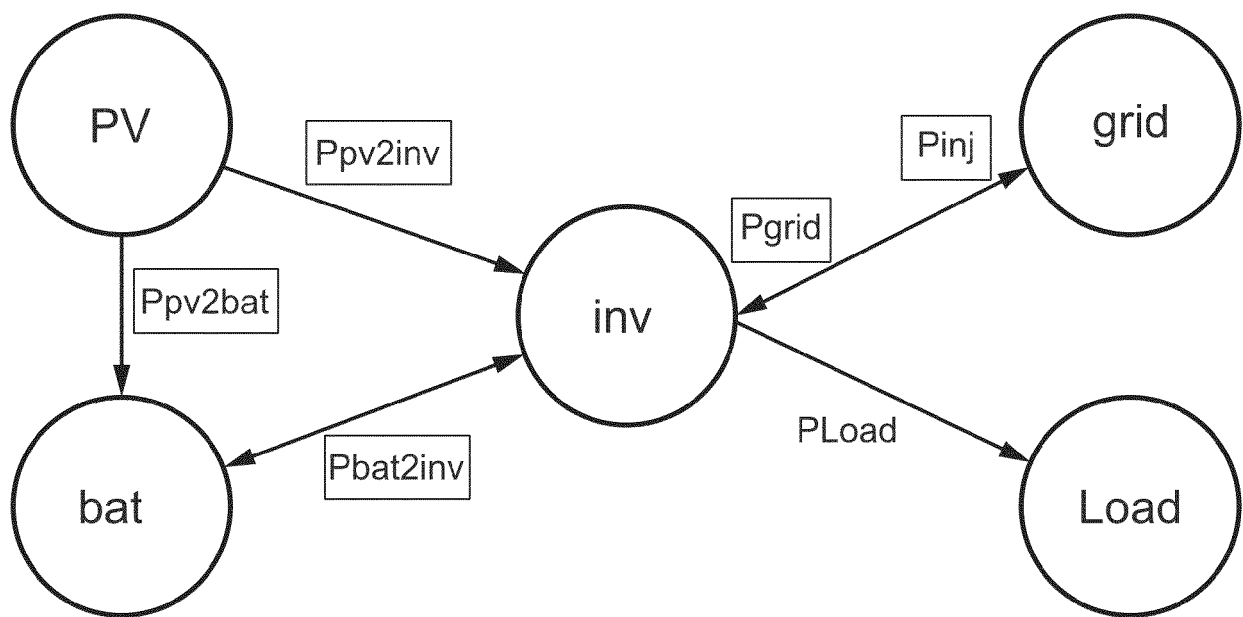 PV
grid
Ppv2inv
Pinj
Pgrid
Ppv2bat
inv
PLoad
Pbat2inv
bat
Load